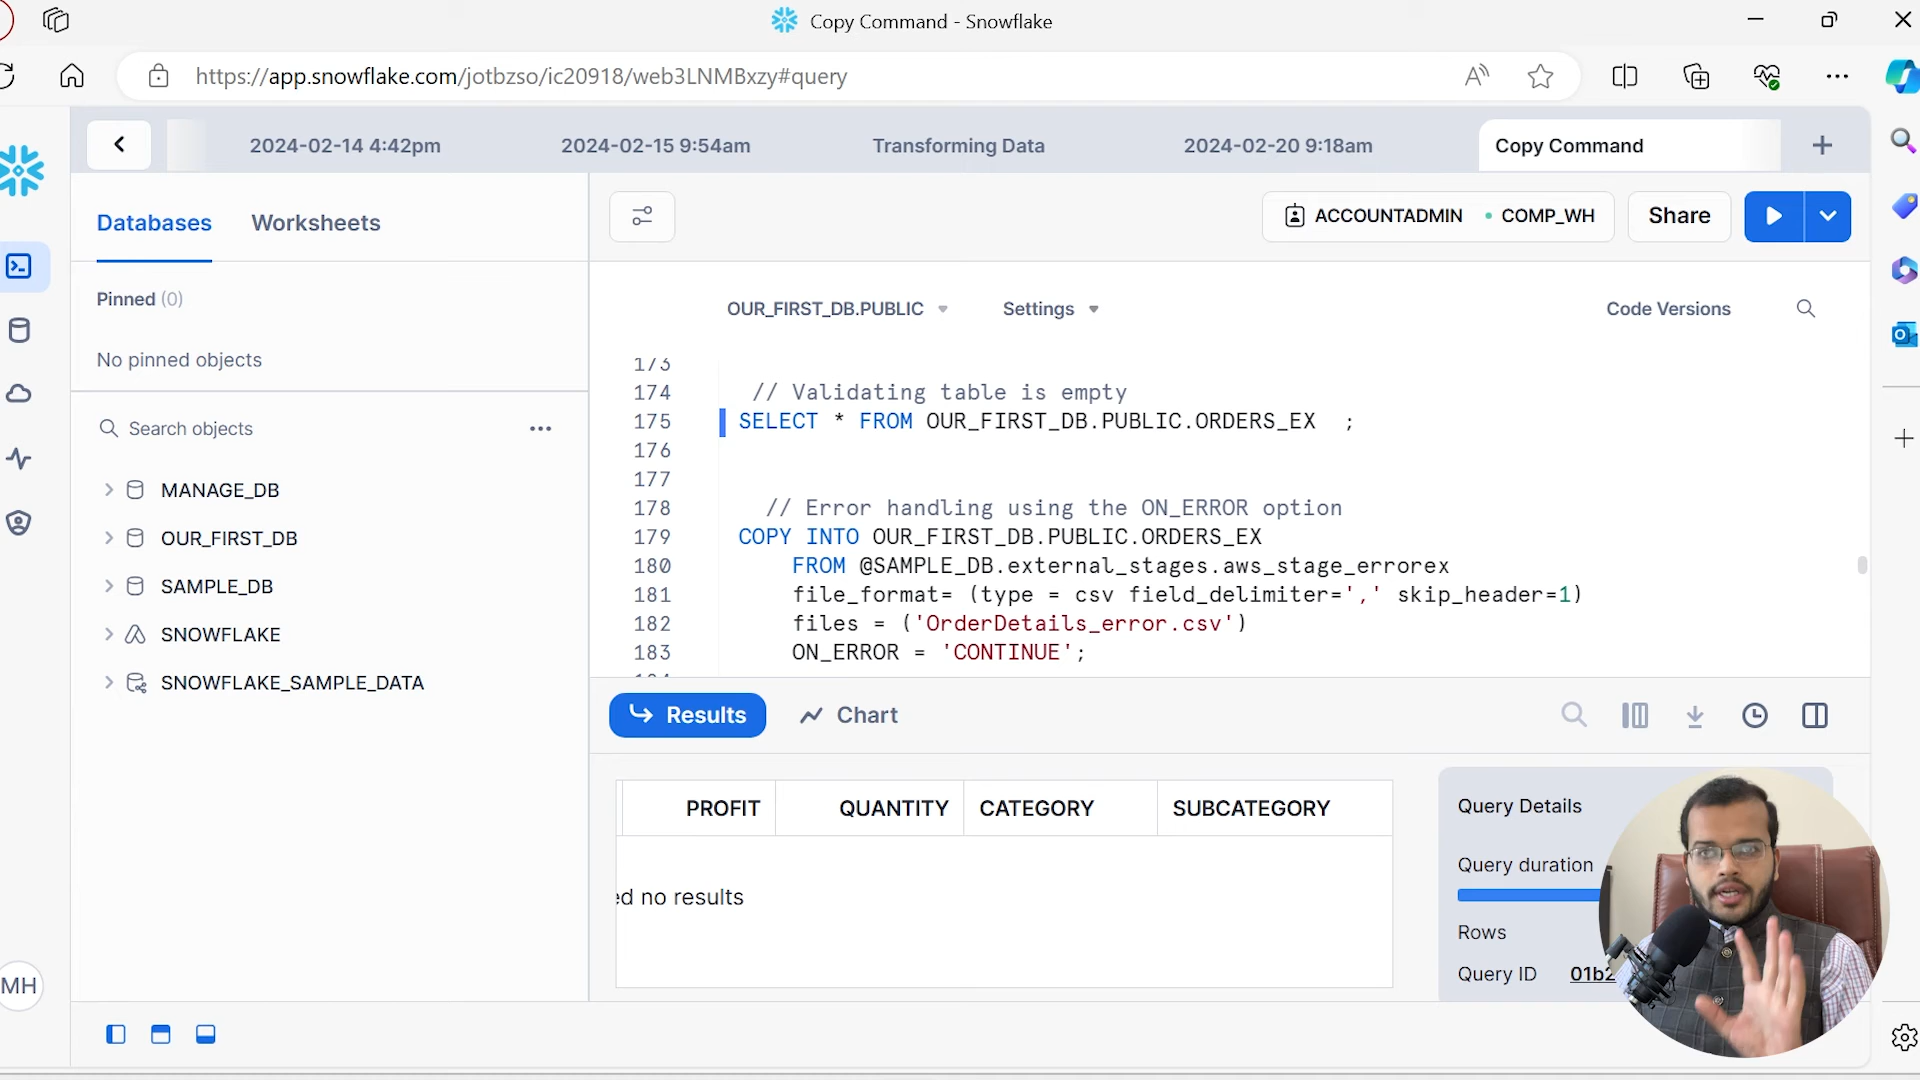 Copy Command - Snowflake
https://app.snowflake.com/jotbzso/ic20918/web3LNMBxzy#query
2024-02-14 4:42pm
2024-02-15 9:54am
Transforming Data
2024-02-20 9:18am
Copy Command
Databases
Worksheets
ACCOUNTADMIN
COMP_WH
Share
Pinned (0)
No pinned objects
Search objects
MANAGE_DB
OUR_FIRST_DB
SAMPLE_DB
SNOWFLAKE
SNOWFLAKE_SAMPLE_DATA
MH
OUR_FIRST_DB.PUBLIC
Settings
Code Versions
173
174 // Validating table is empty
175 SELECT * FROM OUR_FIRST_DB.PUBLIC.ORDERS_EX ;
176
177
178 // Error handling using the ON_ERROR option
179 COPY INTO OUR_FIRST_DB.PUBLIC.ORDERS_EX
180 FROM @SAMPLE_DB.external_stages.aws_stage_errorex
181 file_format= (type = csv field_delimiter=',' skip_header=1)
182 files = ('OrderDetails_error.csv')
183 ON_ERROR = 'CONTINUE';
Results
Chart
PROFIT
QUANTITY
CATEGORY
SUBCATEGORY
ed no results
Query Details
Query duration
Rows
Query ID
01b2